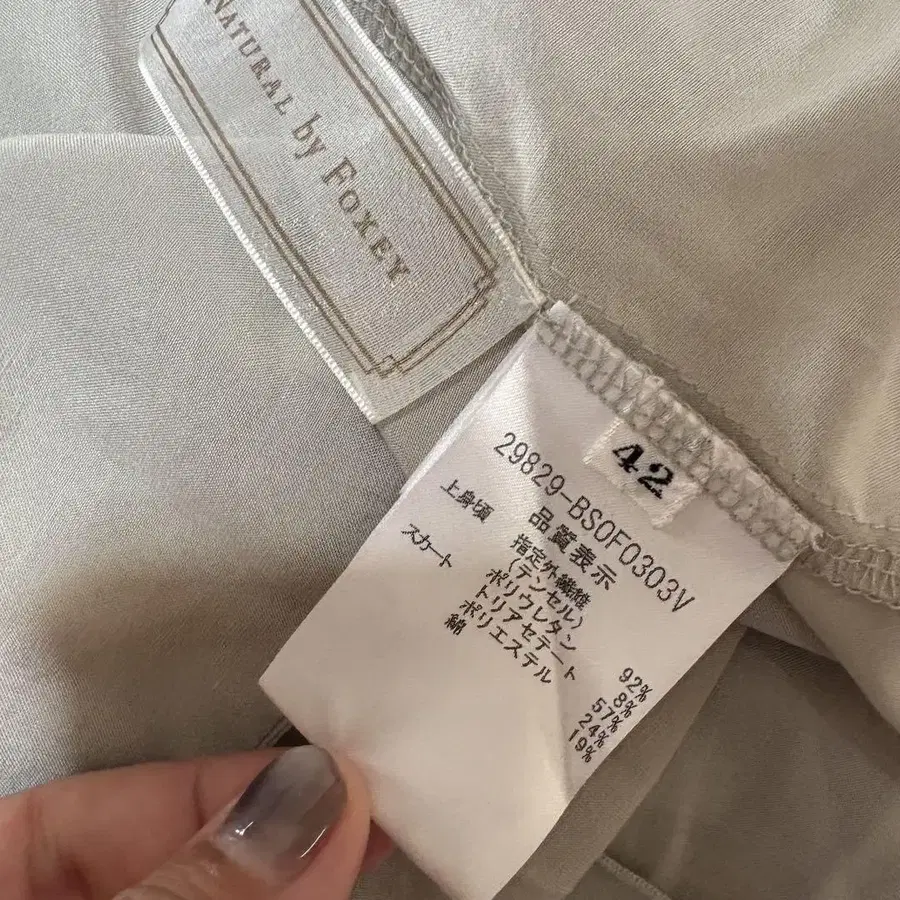 NATURAL by FOXEY
42
29829-BS0F0303V
品質表示
上身頃 指定外繊維
(テンセル) 92%
ポリウレタン 8%
スカート トリアセテート 57%
ポリエステル 24%
綿 19%